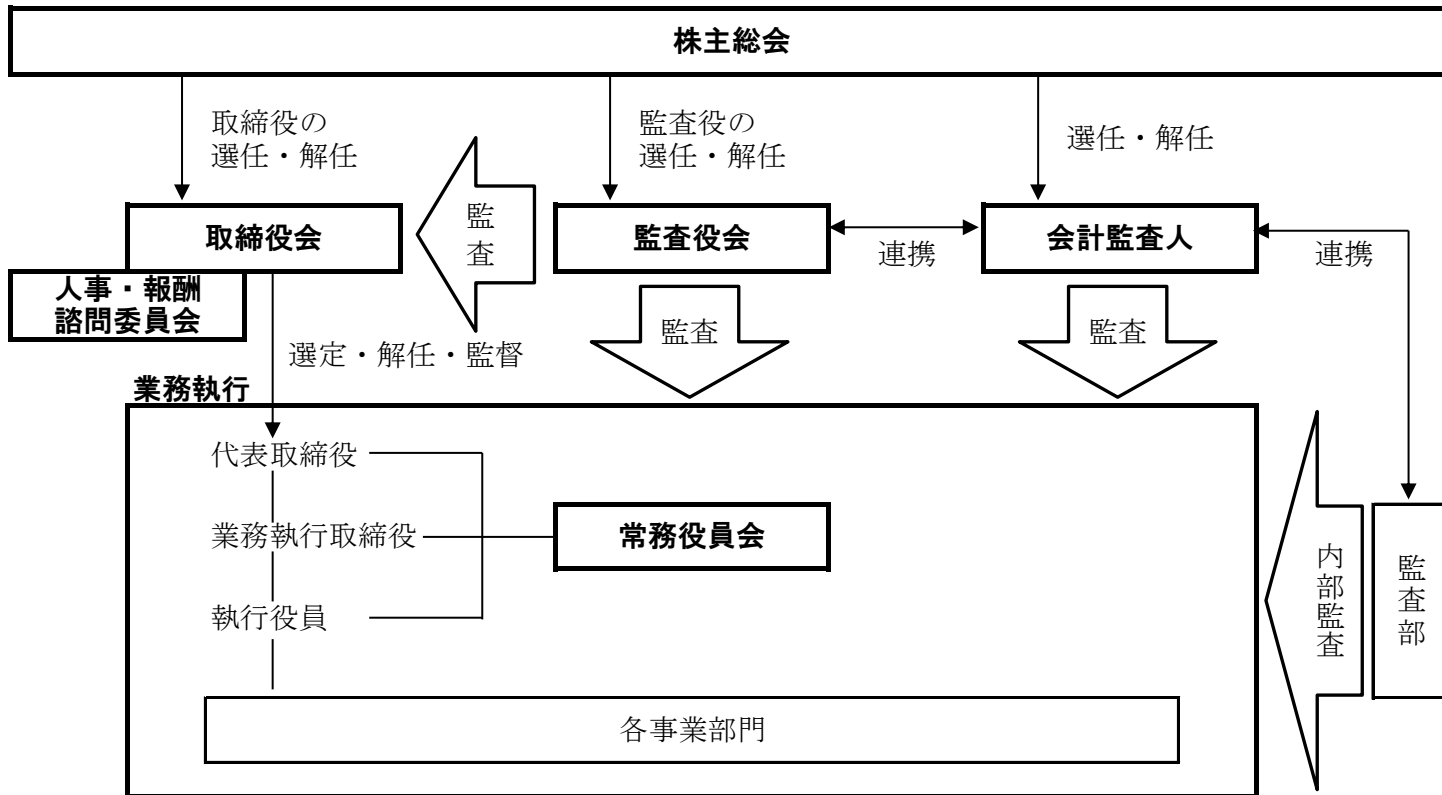 株主総会
取締役の
選任・解任
監査役の
選任・解任
選任・解任
取締役会
監査
監査役会
連携
会計監査人
連携
人事・報酬
諮問委員会
選定・解任・監督
監査
監査
業務執行
代表取締役
業務執行取締役
常務役員会
執行役員
内部監査
監査部
各事業部門